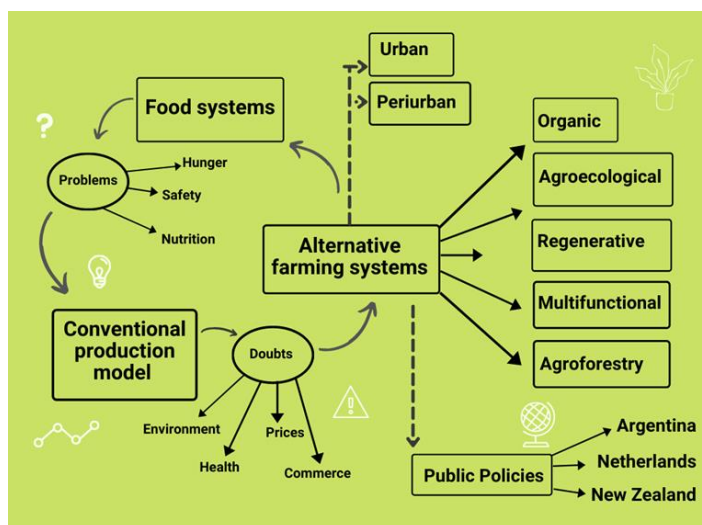 Urban
Periurban
Food systems
?
Problems
Hunger
Safety
Nutrition
Organic
Agroecological
Regenerative
Multifunctional
Agroforestry
Alternative
farming systems
Conventional
production
model
Doubts
Environment
Health
Prices
Commerce
Public Policies
Argentina
Netherlands
New Zealand